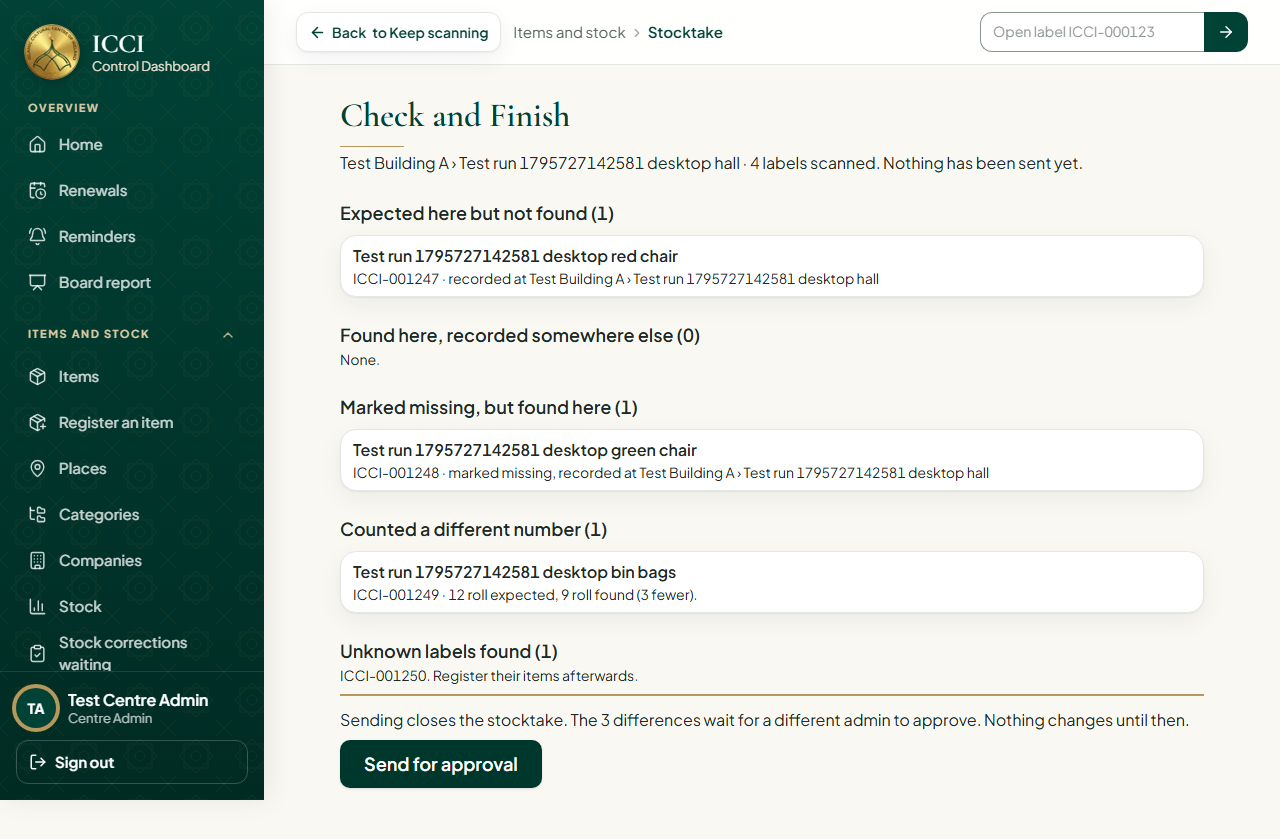 ICCI
Control Dashboard
OVERVIEW
Home
Renewals
Reminders
Board report
ITEMS AND STOCK
Items
Register an item
Places
Categories
Companies
Stock
Stock corrections
waiting
TA
Test Centre Admin
Centre Admin
Sign out
Back to Keep scanning
Items and stock › Stocktake
Open label ICCI-000123
Check and Finish
Test Building A › Test run 1795727142581 desktop hall · 4 labels scanned. Nothing has been sent yet.
Expected here but not found (1)
Test run 1795727142581 desktop red chair
ICCI-001247 · recorded at Test Building A › Test run 1795727142581 desktop hall
Found here, recorded somewhere else (0)
None.
Marked missing, but found here (1)
Test run 1795727142581 desktop green chair
ICCI-001248 · marked missing, recorded at Test Building A › Test run 1795727142581 desktop hall
Counted a different number (1)
Test run 1795727142581 desktop bin bags
ICCI-001249 · 12 roll expected, 9 roll found (3 fewer).
Unknown labels found (1)
ICCI-001250. Register their items afterwards.
Sending closes the stocktake. The 3 differences wait for a different admin to approve. Nothing changes until then.
Send for approval